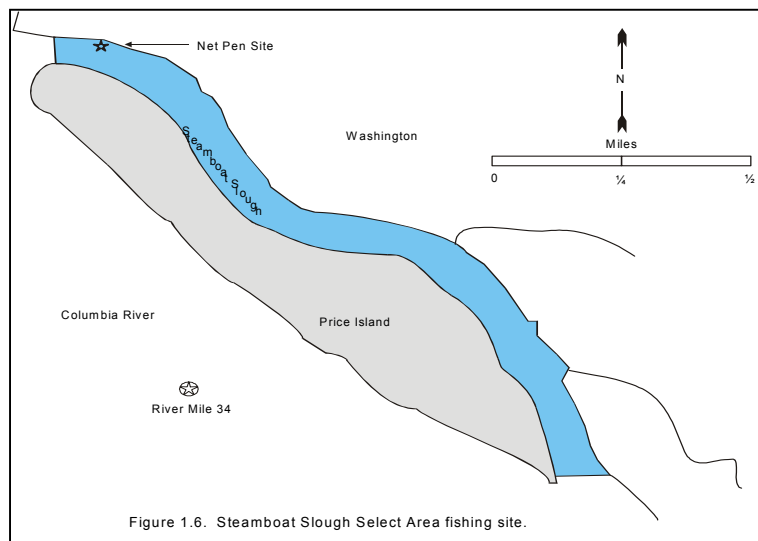 Net Pen Site
N
Washington
Miles
0 ¼ ½
Steamboat Slough
Columbia River
Price Island
River Mile 34
Figure 1.6. Steamboat Slough Select Area fishing site.